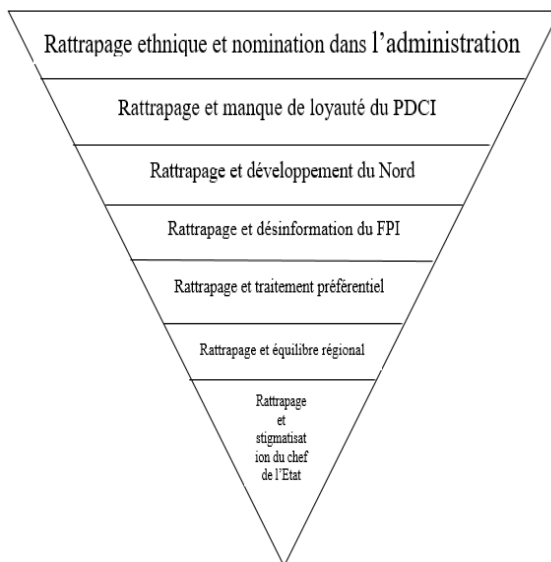 Rattrapage ethnique et nomination dans l’administration
Rattrapage et manque de loyauté du PDCI
Rattrapage et développement du Nord
Rattrapage et désinformation du FPI
Rattrapage et traitement préférentiel
Rattrapage et équilibre régional
Rattrapage
et
stigmatisat
ion du chef
de l’Etat